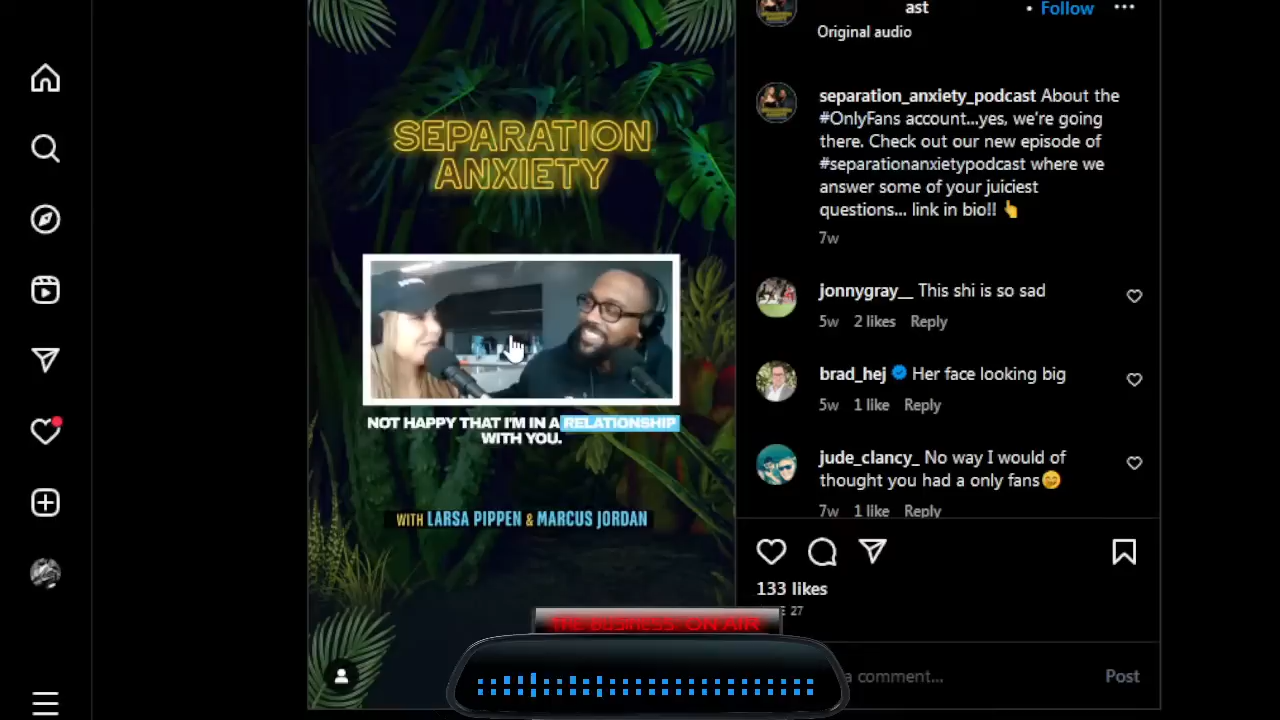 ast
• Follow
Original audio
separation_anxiety_podcast About the
#OnlyFans account...yes, we're going
there. Check out our new episode of
#separationanxietypodcast where we
answer some of your juiciest
questions... link in bio!! 👆
7w
jonnygray__ This shi is so sad
5w 2 likes Reply
brad_hej Her face looking big
5w 1 like Reply
jude_clancy_ No way I would of
thought you had a only fans😊
7w 1 like Reply
133 likes
27
a comment...
Post
SEPARATION
ANXIETY
NOT HAPPY THAT I'M IN A RELATIONSHIP
WITH YOU.
WITH LARSA PIPPEN & MARCUS JORDAN
THE BUSINESS: ON AIR